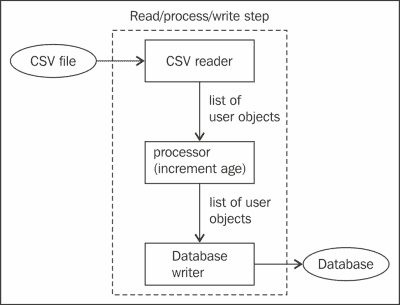 Read/process/write step
CSV file
CSV reader
list of
user objects
processor
(increment age)
list of user
objects
Database
writer
Database